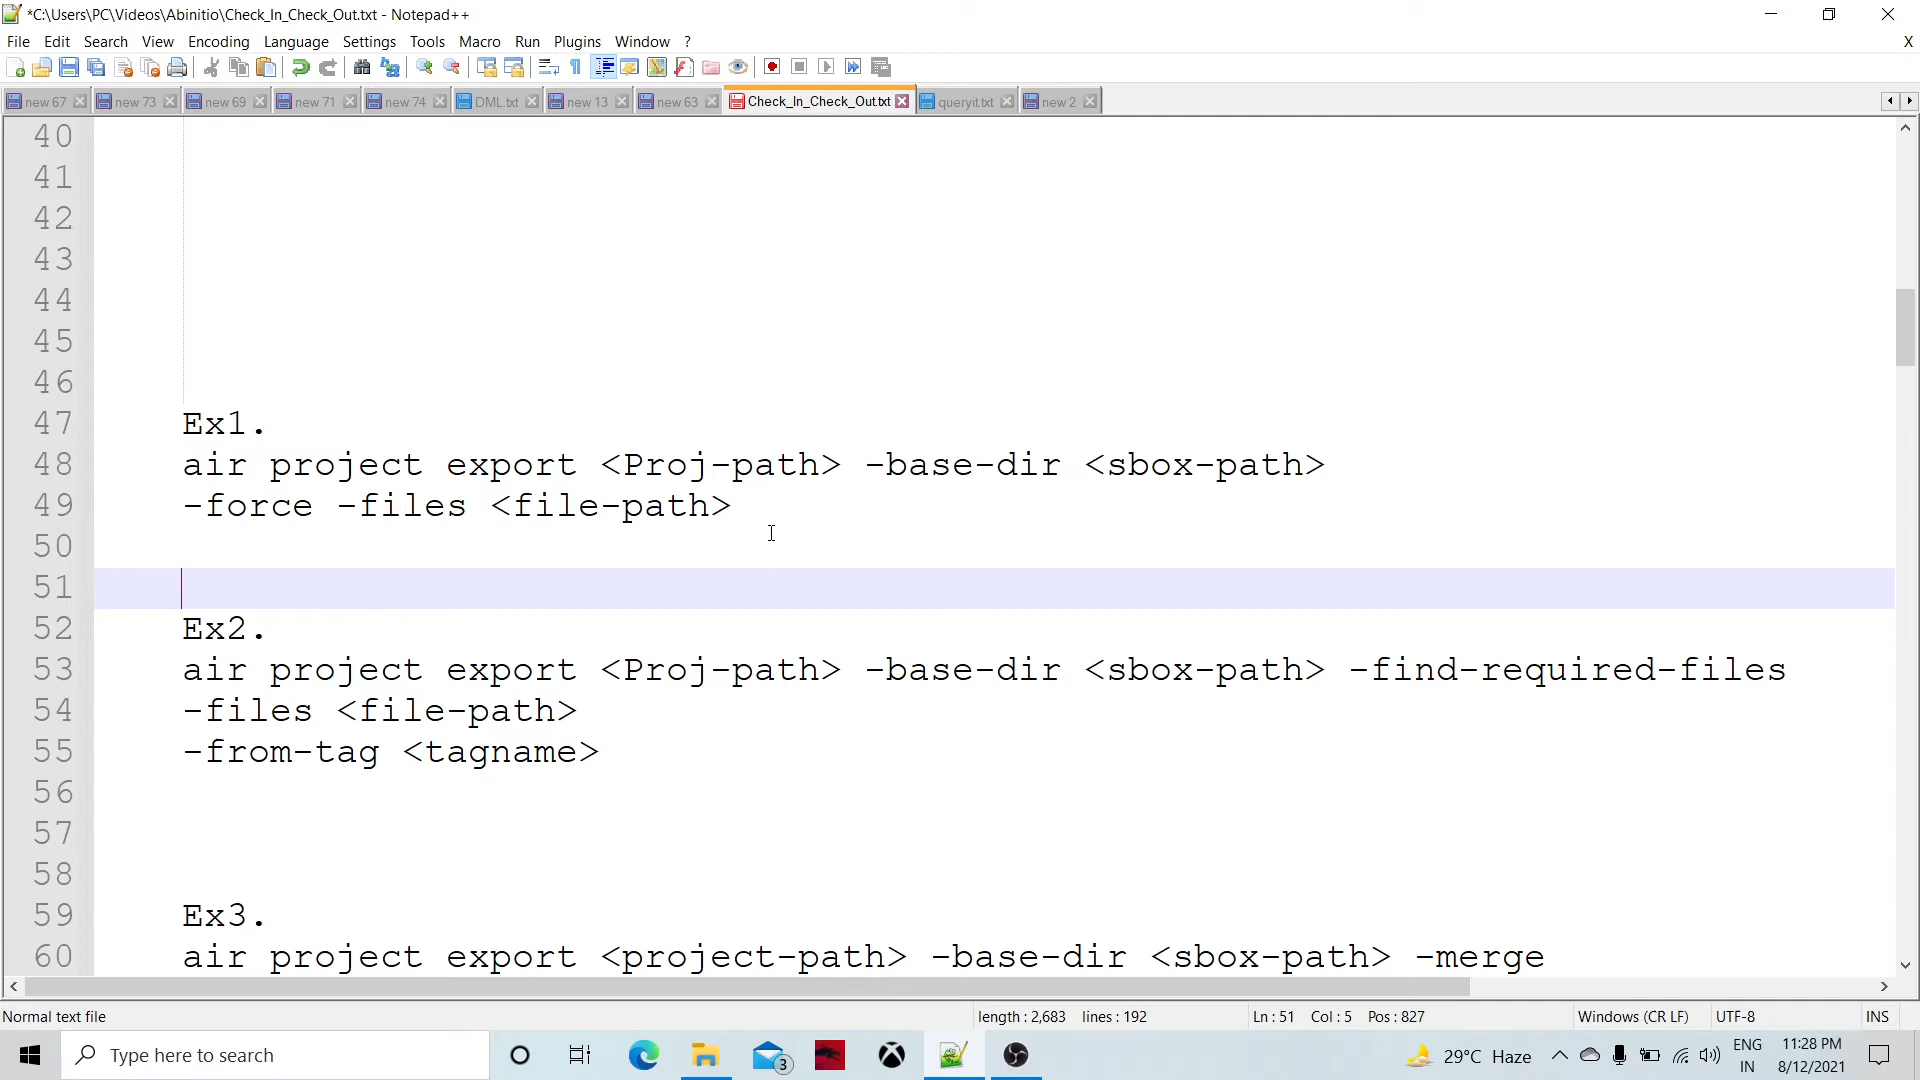 *C:\Users\PC\Videos\Abinitio\Check_In_Check_Out.txt - Notepad++
File Edit Search View Encoding Language Settings Tools Macro Run Plugins Window ? X
new 67 new 73 new 69 new 71 new 74 DML.txt new 13 new 63 Check_In_Check_Out.txt queryit.txt new 2
40
41
42
43
44
45
46
47 Ex1.
48 air project export <Proj-path> -base-dir <sbox-path>
49 -force -files <file-path>
50
51
52 Ex2.
53 air project export <Proj-path> -base-dir <sbox-path> -find-required-files
54 -files <file-path>
55 -from-tag <tagname>
56
57
58
59 Ex3.
60 air project export <project-path> -base-dir <sbox-path> -merge
Normal text file length : 2,683 lines : 192 Ln : 51 Col : 5 Pos : 827 Windows (CR LF) UTF-8 INS
Type here to search 3 29°C Haze ENG 11:28 PM
IN 8/12/2021